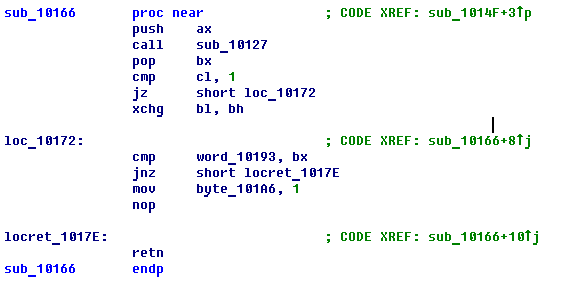 sub_10166 proc near ; CODE XREF: sub_1014F+3↑p
push ax
call sub_10127
pop bx
cmp cl, 1
jz short loc_10172
xchg bl, bh
loc_10172: ; CODE XREF: sub_10166+8↑j
cmp word_10193, bx
jnz short locret_1017E
mov byte_101A6, 1
nop
locret_1017E: ; CODE XREF: sub_10166+10↑j
retn
sub_10166 endp